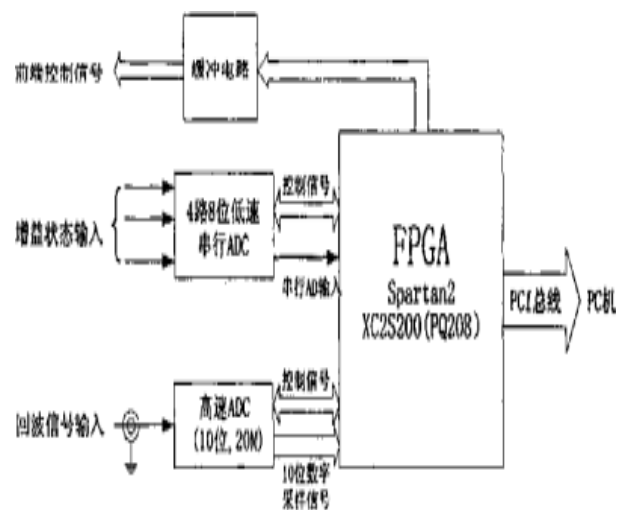 缓冲电路
前端控制信号
4路8位低速
串行ADC
控制信号
增益状态输入
串行AD输入
FPGA
Spartan2
XC2S200(PQ208)
PCI总线
PC机
控制信号
高速ADC
(10位,20M)
回波信号输入
10位数字
采样信号